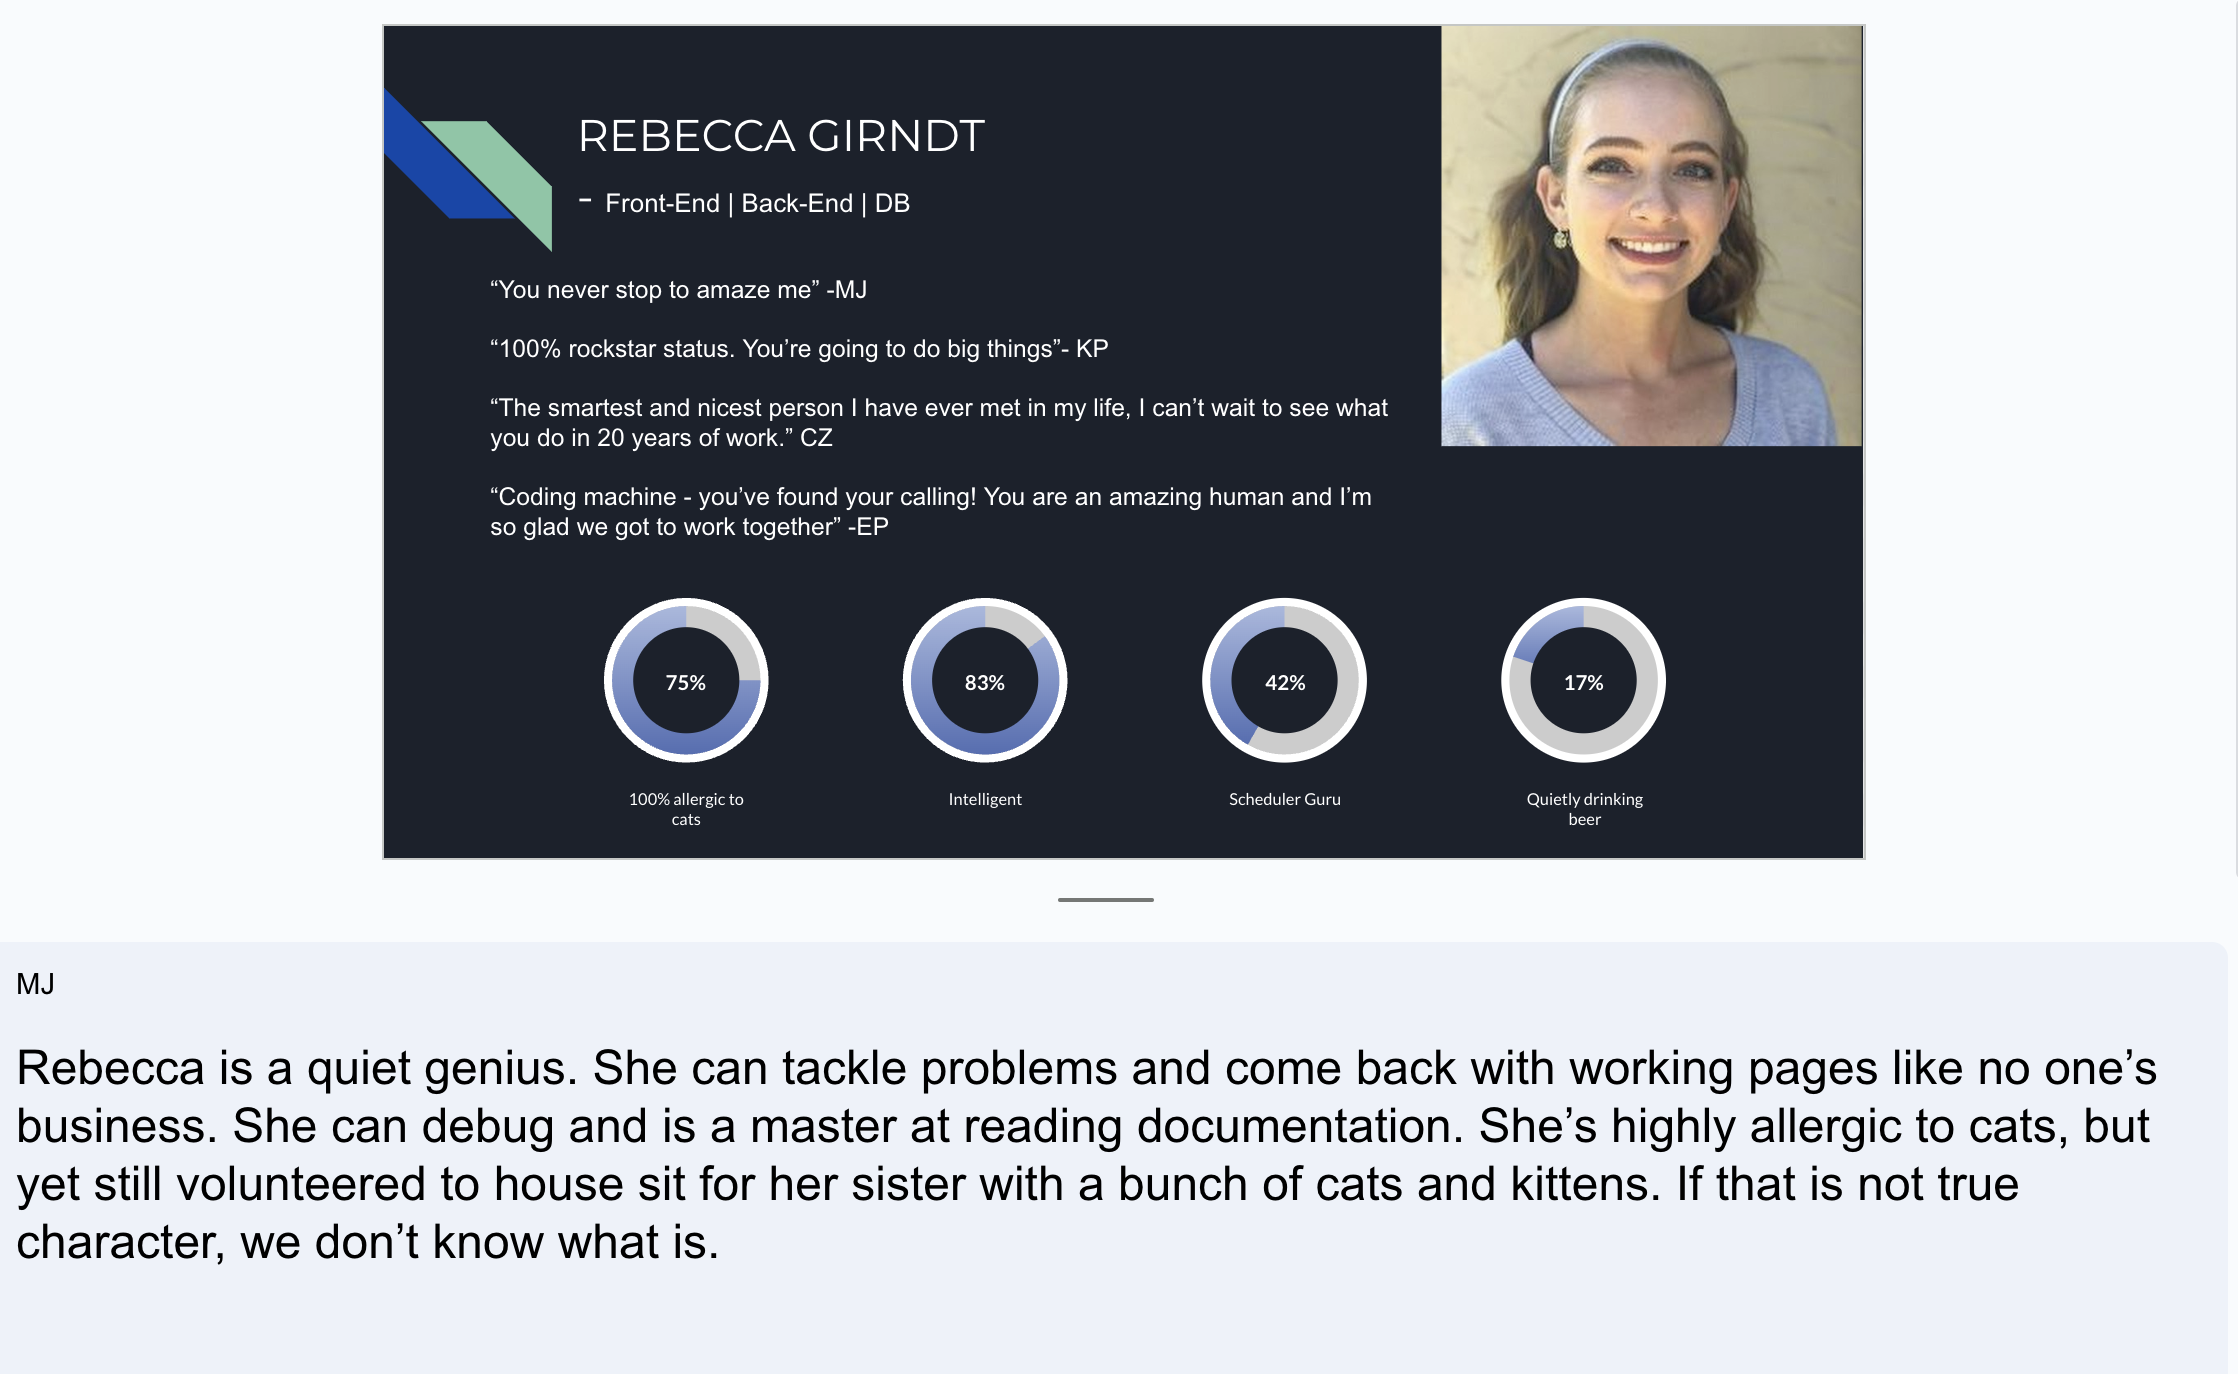 REBECCA GIRNDT
- Front-End | Back-End | DB
“You never stop to amaze me” -MJ
“100% rockstar status. You’re going to do big things”- KP
“The smartest and nicest person I have ever met in my life, I can’t wait to see what
you do in 20 years of work.” CZ
“Coding machine - you’ve found your calling! You are an amazing human and I’m
so glad we got to work together” -EP
75%
83%
42%
17%
100% allergic to
cats
Intelligent
Scheduler Guru
Quietly drinking
beer
MJ
Rebecca is a quiet genius. She can tackle problems and come back with working pages like no one’s
business. She can debug and is a master at reading documentation. She’s highly allergic to cats, but
yet still volunteered to house sit for her sister with a bunch of cats and kittens. If that is not true
character, we don’t know what is.